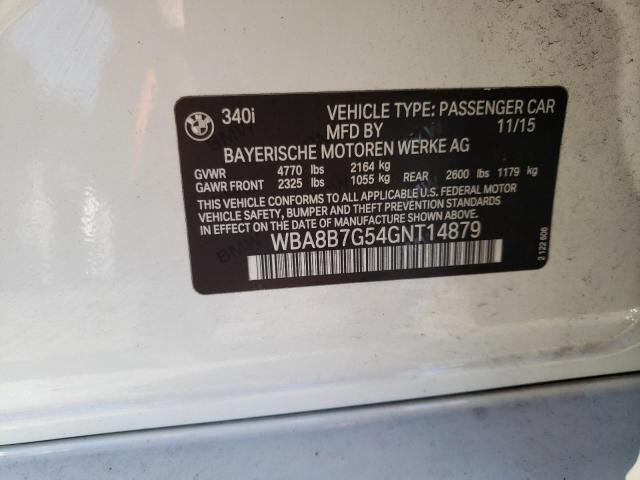 340i VEHICLE TYPE: PASSENGER CAR
MFD BY 11/15
BAYERISCHE MOTOREN WERKE AG
GVWR 4770 lbs 2164 kg
GAWR FRONT 2325 lbs 1055 kg REAR 2600 lbs 1179 kg
THIS CONFORMS TO ALL APPLICABLE U.S. FEDERAL MOTOR
VEHICLE SAFETY, BUMPER, AND THEFT PREVENTION STANDARDS
IN EFFECT ON THE DATE OF MANUFACTURE SHOWN ABOVE.
WBA8B7G54GNT14879
2 122 606